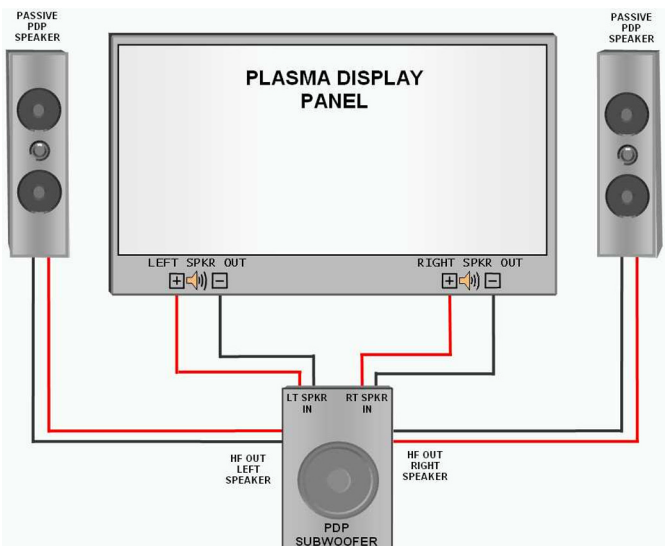 PASSIVE
PDP
SPEAKER
PASSIVE
PDP
SPEAKER
PLASMA DISPLAY
PANEL
LEFT SPKR OUT
RIGHT SPKR OUT
+ −
+ −
LT SPKR
IN
RT SPKR
IN
HF OUT
LEFT
SPEAKER
HF OUT
RIGHT
SPEAKER
PDP
SUBWOOFER